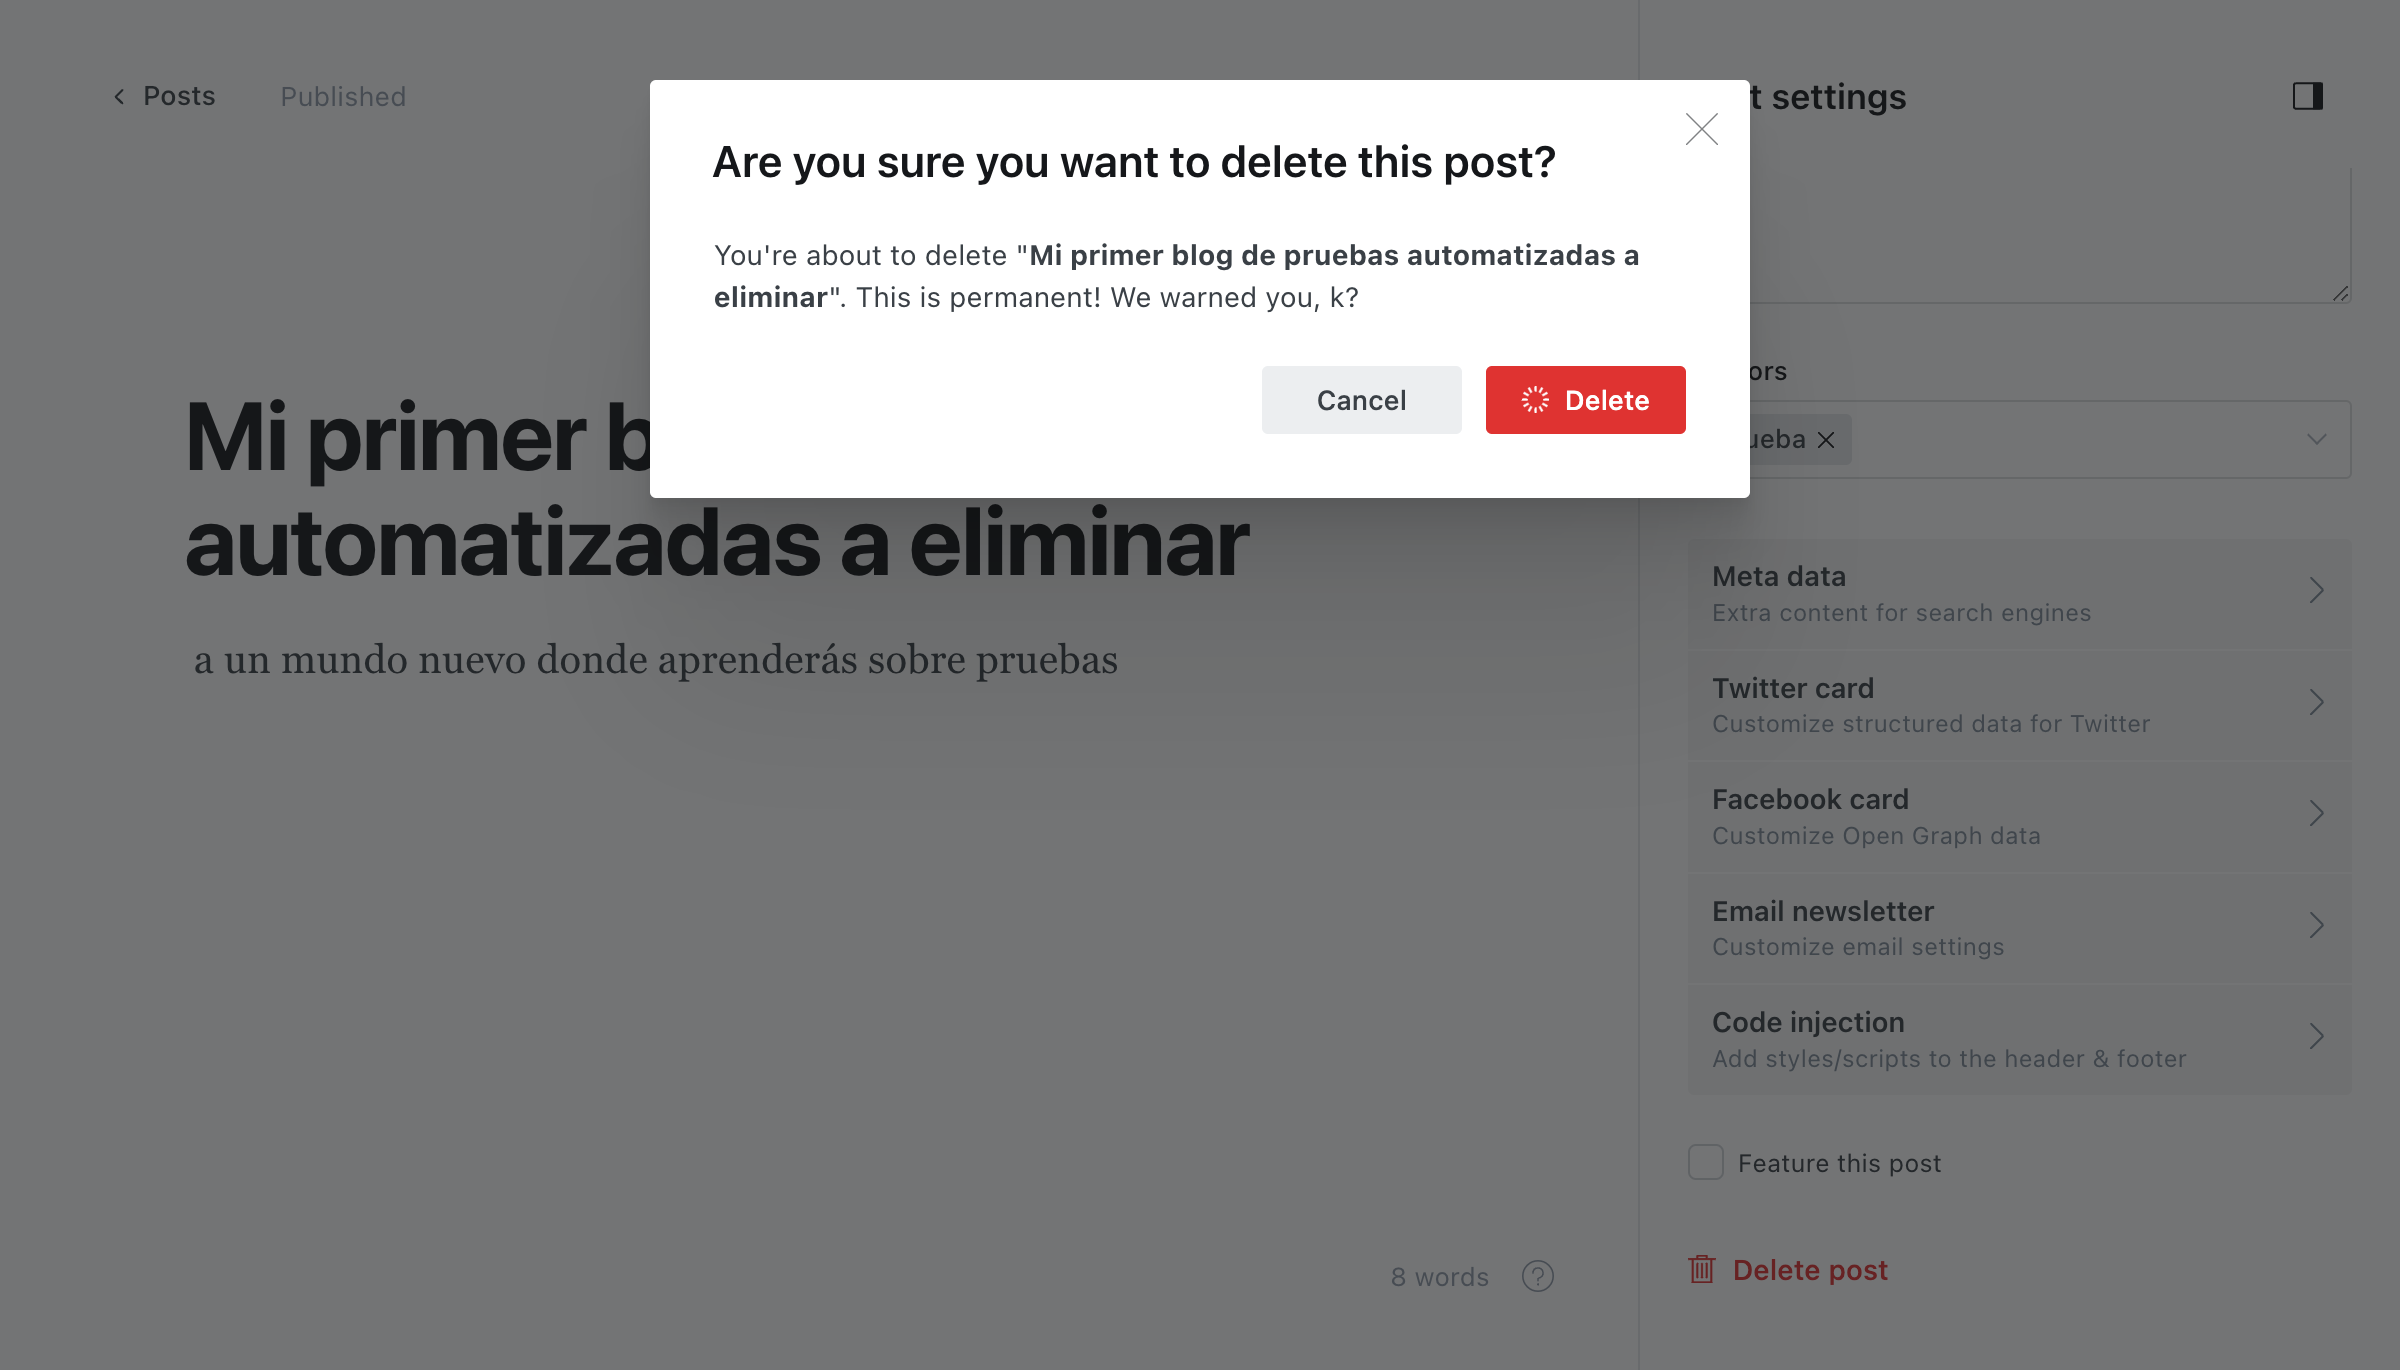 Posts
Published
Are you sure you want to delete this post?
You're about to delete "Mi primer blog de pruebas automatizadas a
eliminar". This is permanent! We warned you, k?
Cancel
Delete
Mi primer
automatizadas a eliminar
a un mundo nuevo donde aprenderás sobre pruebas
8 words
?
settings
Meta data
Extra content for search engines
Twitter card
Customize structured data for Twitter
Facebook card
Customize Open Graph data
Email newsletter
Customize email settings
Code injection
Add styles/scripts to the header & footer
Feature this post
Delete post